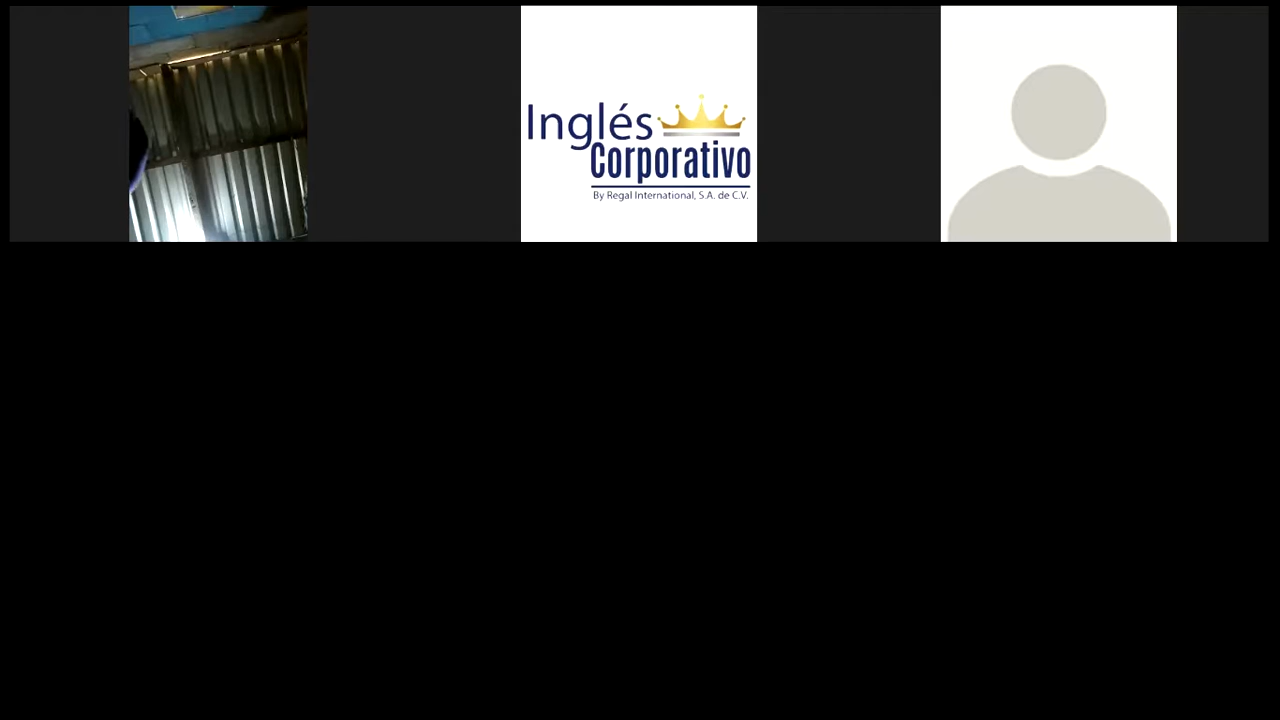 Inglés
Corporativo
By Regal International, S.A. de C.V.